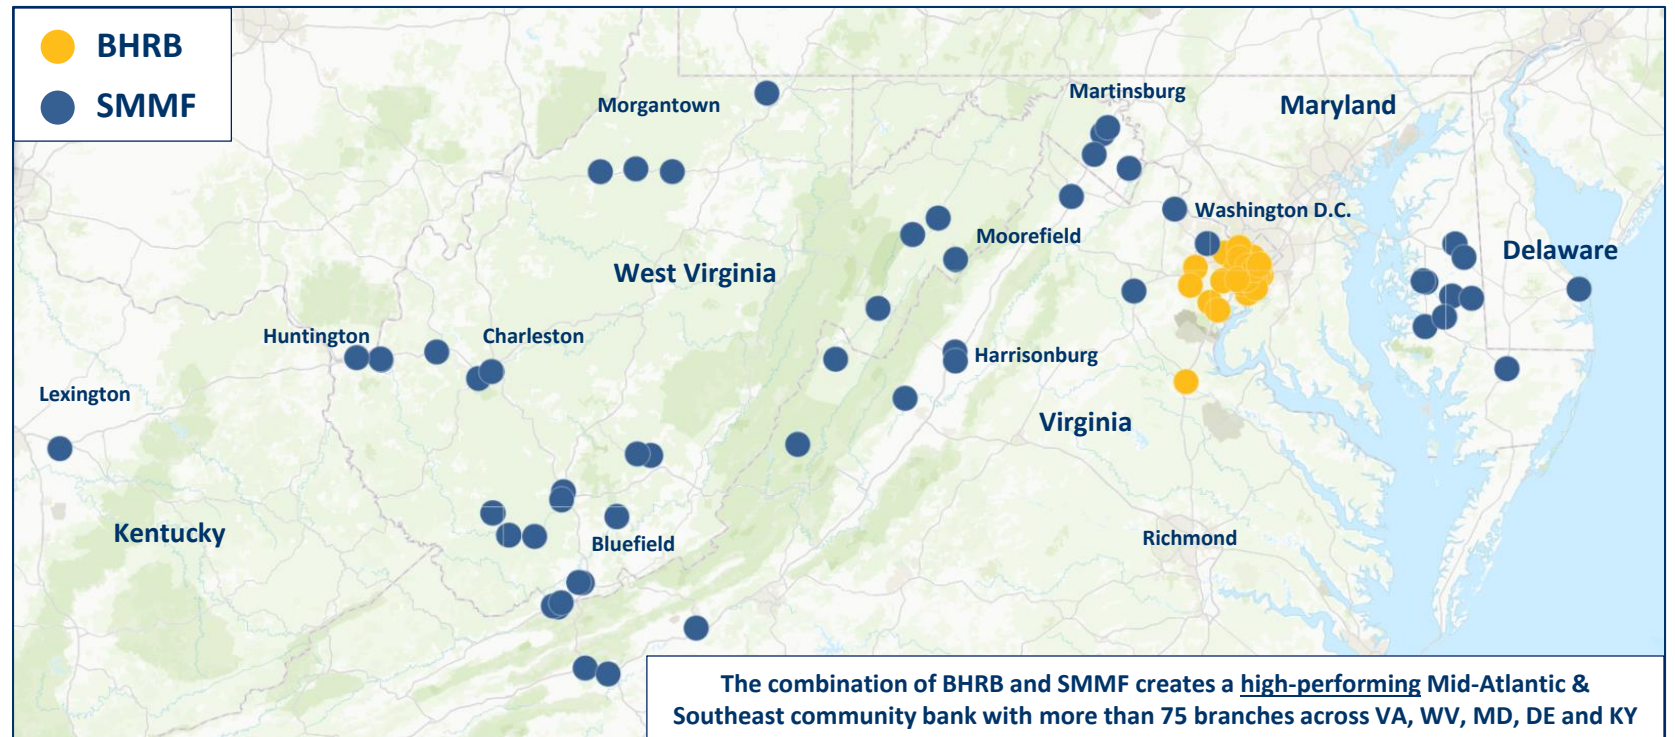 BHRB
SMMF
Morgantown
Martinsburg
Maryland
Washington D.C.
Moorefield
Delaware
West Virginia
Huntington
Charleston
Harrisonburg
Lexington
Virginia
Kentucky
Bluefield
Richmond
The combination of BHRB and SMMF creates a high-performing Mid-Atlantic &
Southeast community bank with more than 75 branches across VA, WV, MD, DE and KY